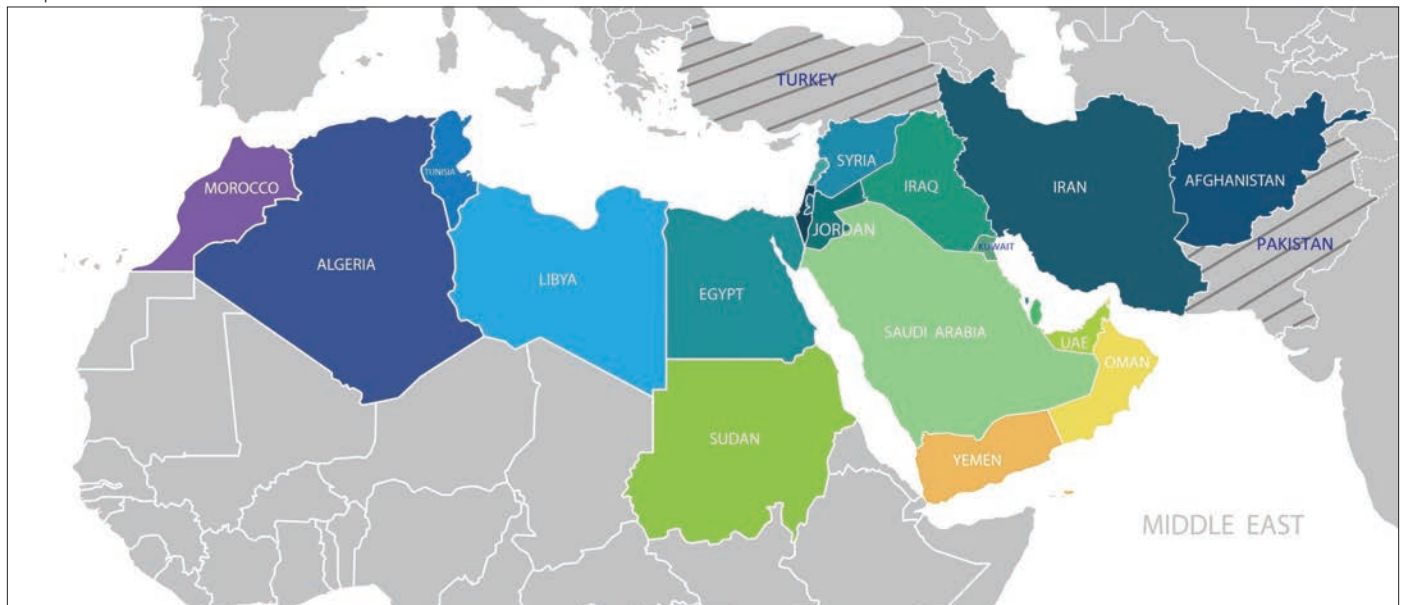 TURKEY
SYRIA
MOROCCO
TUNISIA
IRAQ
IRAN
AFGHANISTAN
JORDAN
KUWAIT
PAKISTAN
ALGERIA
LIBYA
EGYPT
SAUDI ARABIA
UAE
OMAN
SUDAN
YEMEN
MIDDLE EAST